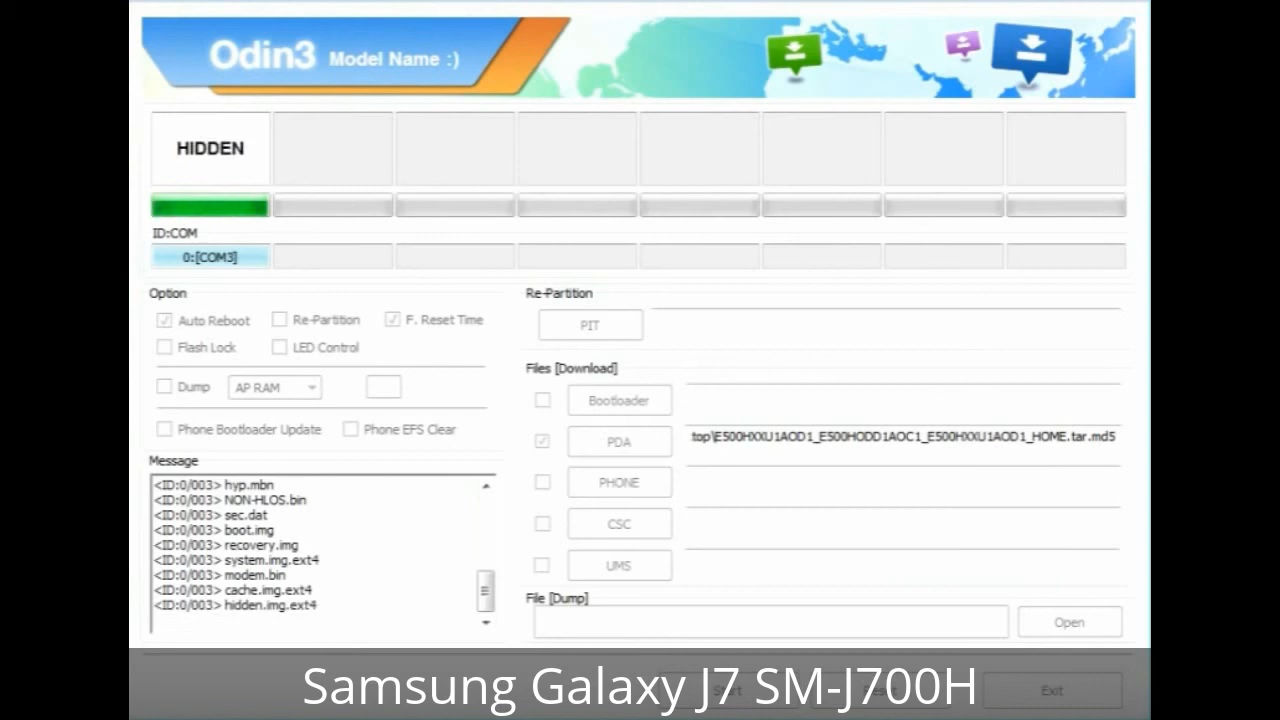 Odin3 Model Name :)
HIDDEN
ID:COM
0:[COM3]
Option
Auto Reboot Re-Partition F. Reset Time
Flash Lock LED Control
Dump AP RAM
Phone Bootloader Update Phone EFS Clear
Message
<ID:0/003> hyp.mbn
<ID:0/003> NON-HLOS.bin
<ID:0/003> sec.dat
<ID:0/003> boot.img
<ID:0/003> recovery.img
<ID:0/003> system.img.ext4
<ID:0/003> modem.bin
<ID:0/003> cache.img.ext4
<ID:0/003> hidden.img.ext4
Re-Partition
PIT
Files [Download]
Bootloader
PDA top\E500HXXU1AOD1_E500HODD1AOC1_E500HXXU1AOD1_HOME.tar.md5
PHONE
CSC
UMS
File [Dump]
Open
Start Reset Exit
Samsung Galaxy J7 SM-J700H